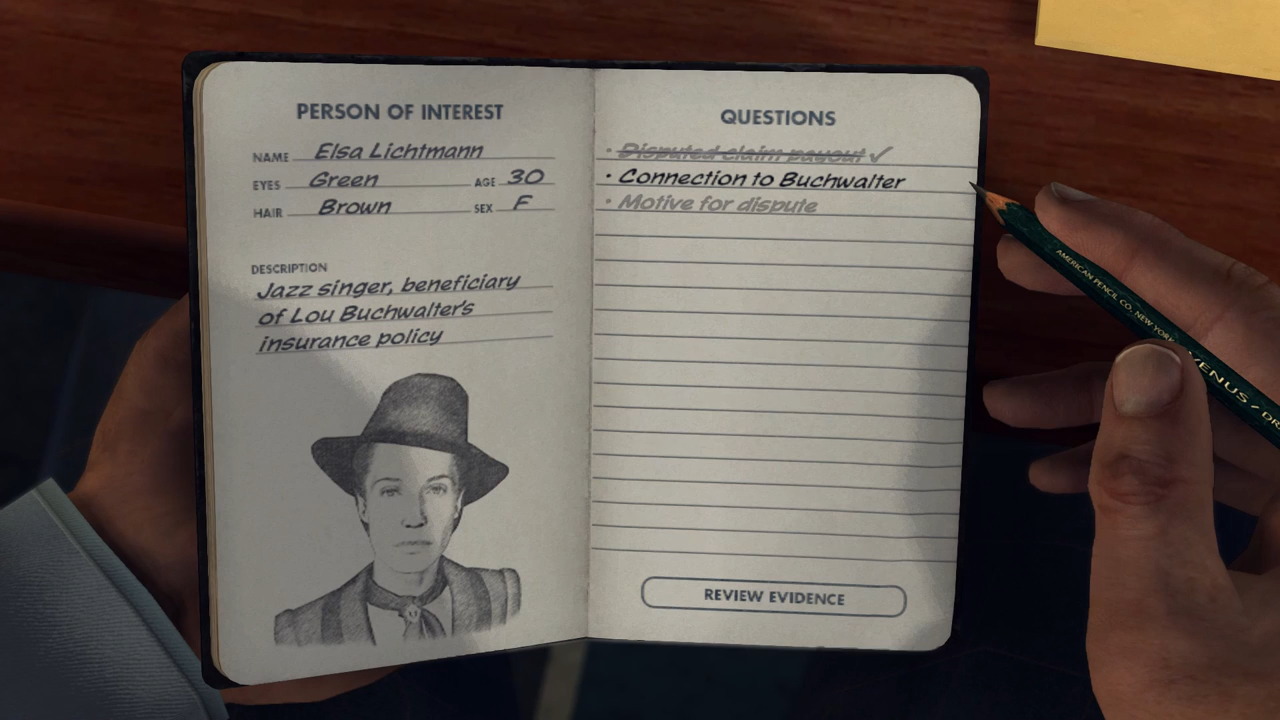 PERSON OF INTEREST
NAME Elsa Lichtmann
EYES Green AGE 30
HAIR Brown SEX F
DESCRIPTION
Jazz singer, beneficiary
of Lou Buchwalter's
insurance policy
QUESTIONS
• Disputed claim payout ✓
• Connection to Buchwalter
• Motive for dispute
REVIEW EVIDENCE
AMERICAN PENCIL CO. NEW YORK
VENUS / DR